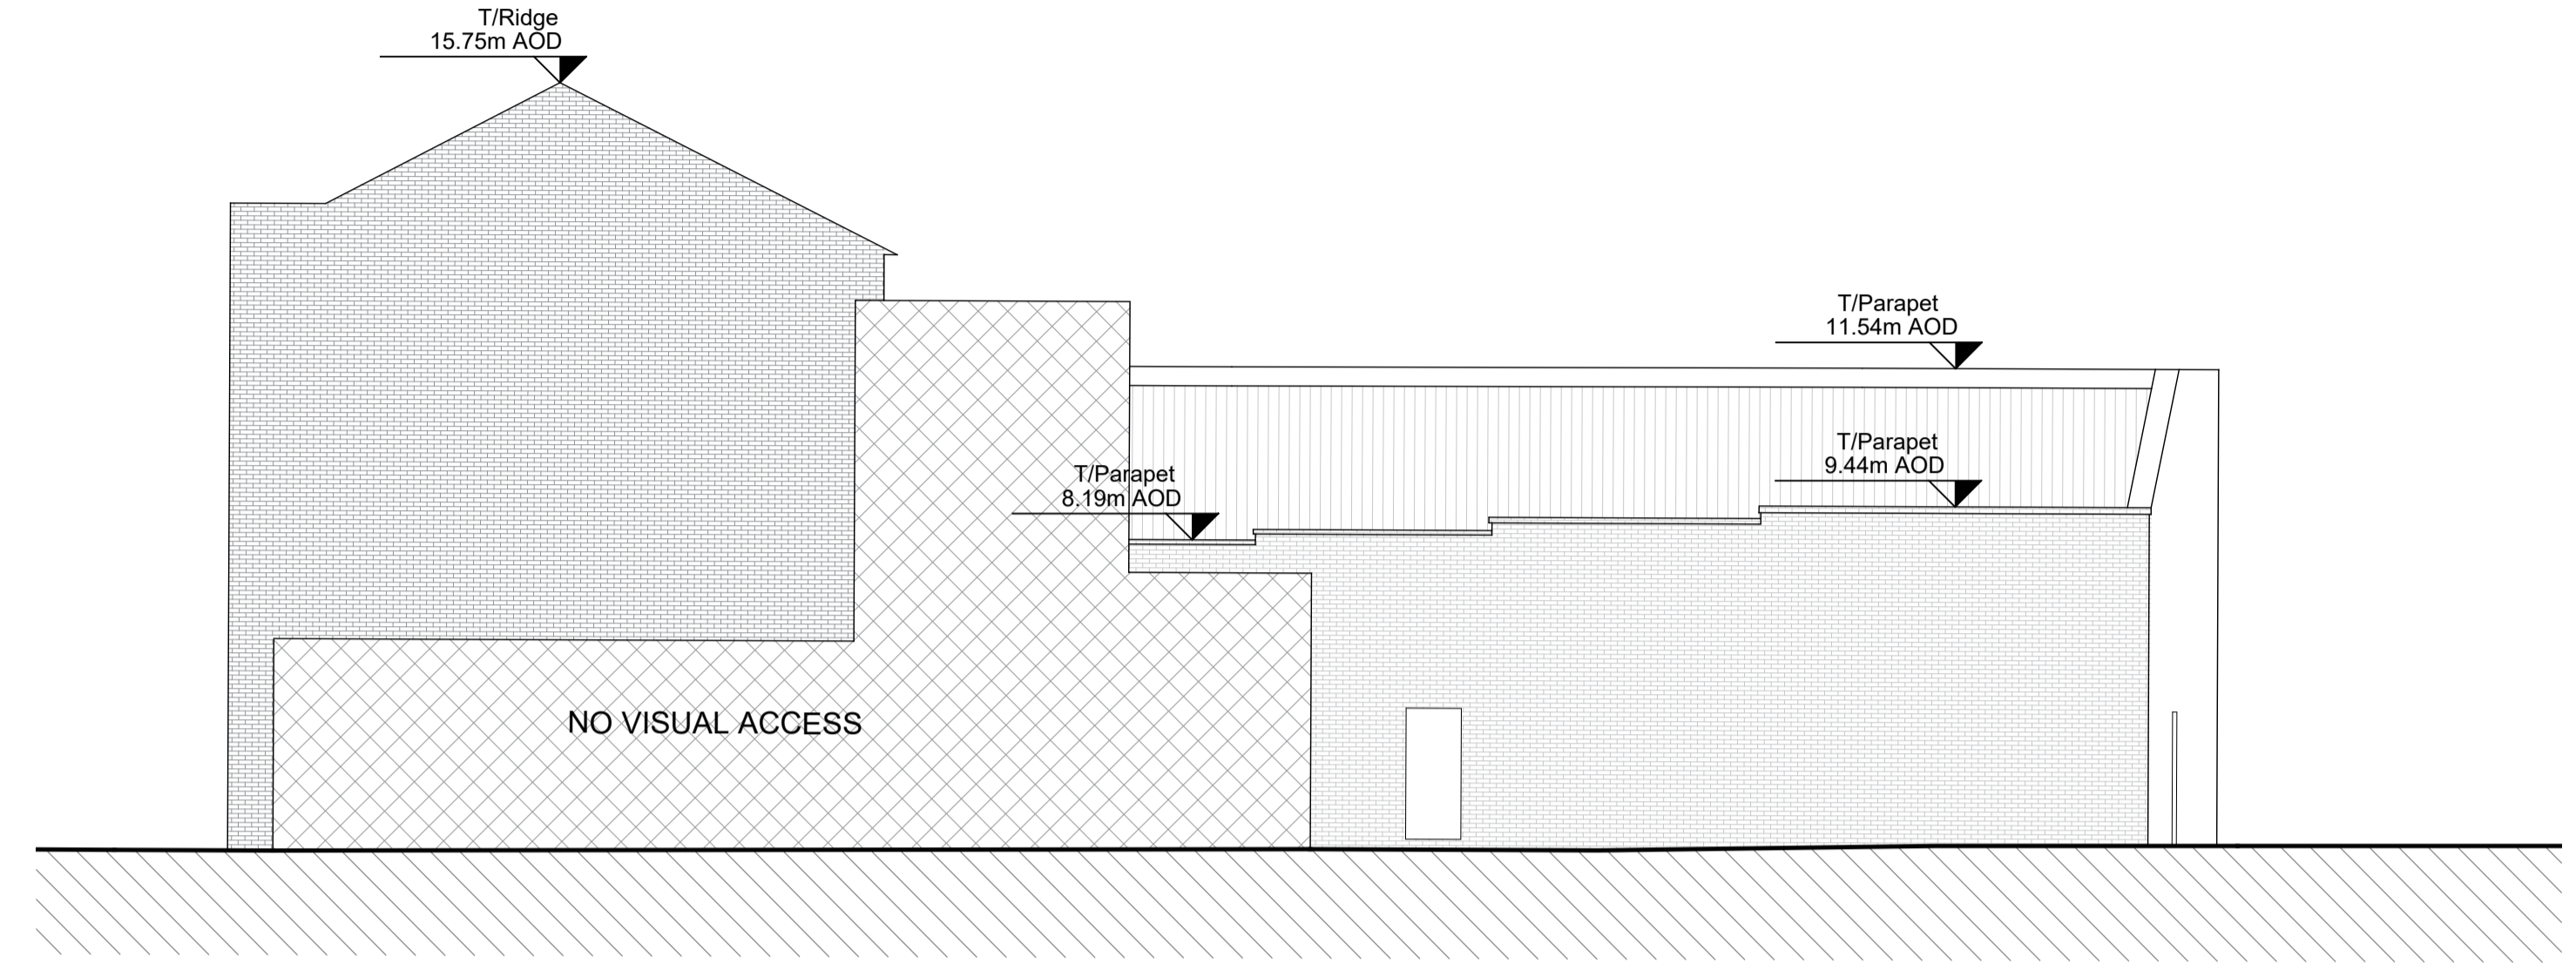 T/Ridge
15.75m AOD
T/Parapet
11.54m AOD
T/Parapet
9.44m AOD
T/Parapet
8.19m AOD
NO VISUAL ACCESS